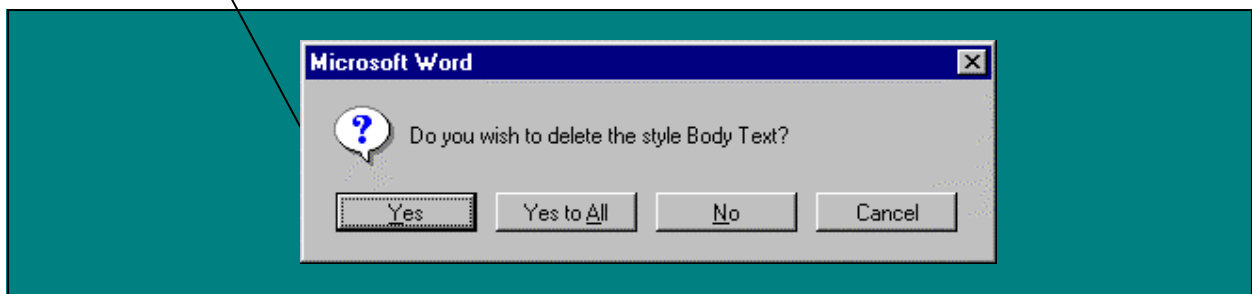 Microsoft Word
Do you wish to delete the style Body Text?
Yes Yes to All No Cancel